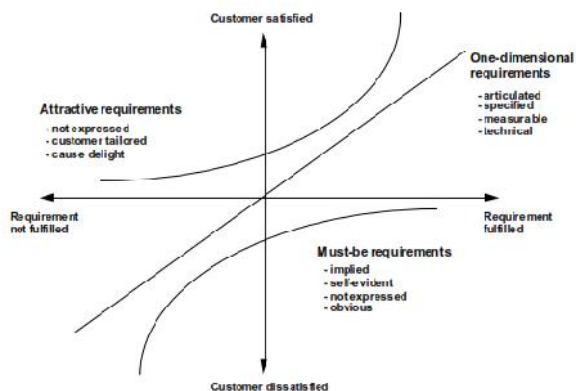 Customer satisfied
One-dimensional
requirements
- articulated
- specified
- measurable
- technical
Attractive requirements
- not expressed
- customer tailored
- cause delight
Requirement
not fulfilled
Requirement
fulfilled
Must-be requirements
- implied
- self-evident
- not expressed
- obvious
Customer dissatisfied